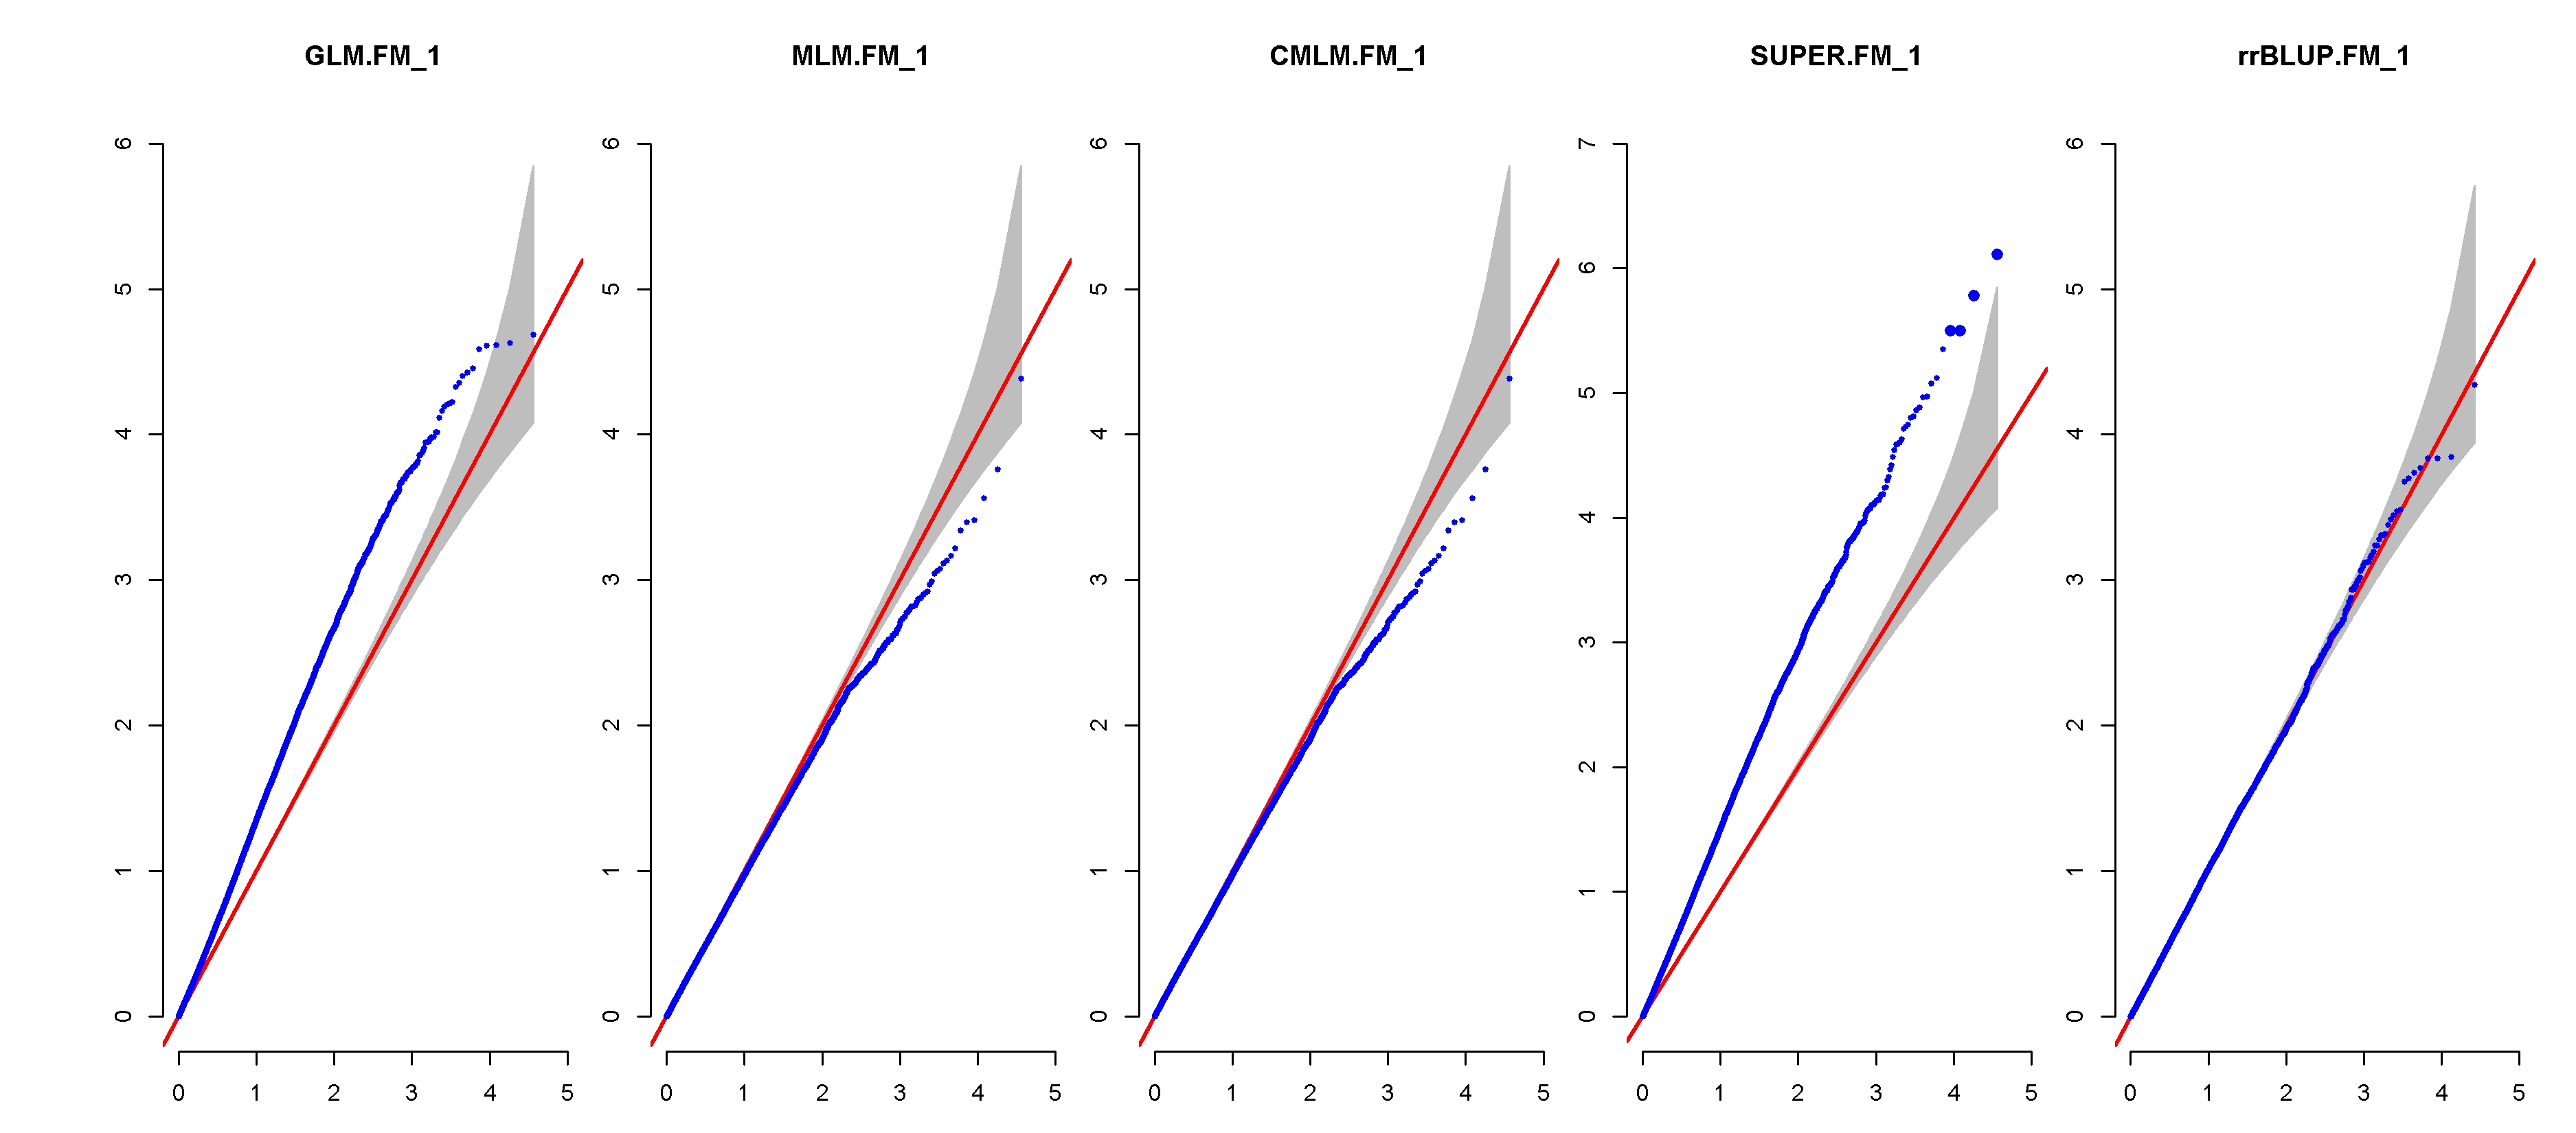 GLM.FM_1 MLM.FM_1 CMLM.FM_1 SUPER.FM_1 rrBLUP.FM_1
6 6 6 7 6
5 5 5 6 5
4 4 4 5 4
3 3 3 4 3
2 2 2 3 2
1 1 1 2 1
0 0 0 1 0
0
0 1 2 3 4 5 0 1 2 3 4 5 0 1 2 3 4 5 0 1 2 3 4 5 0 1 2 3 4 5